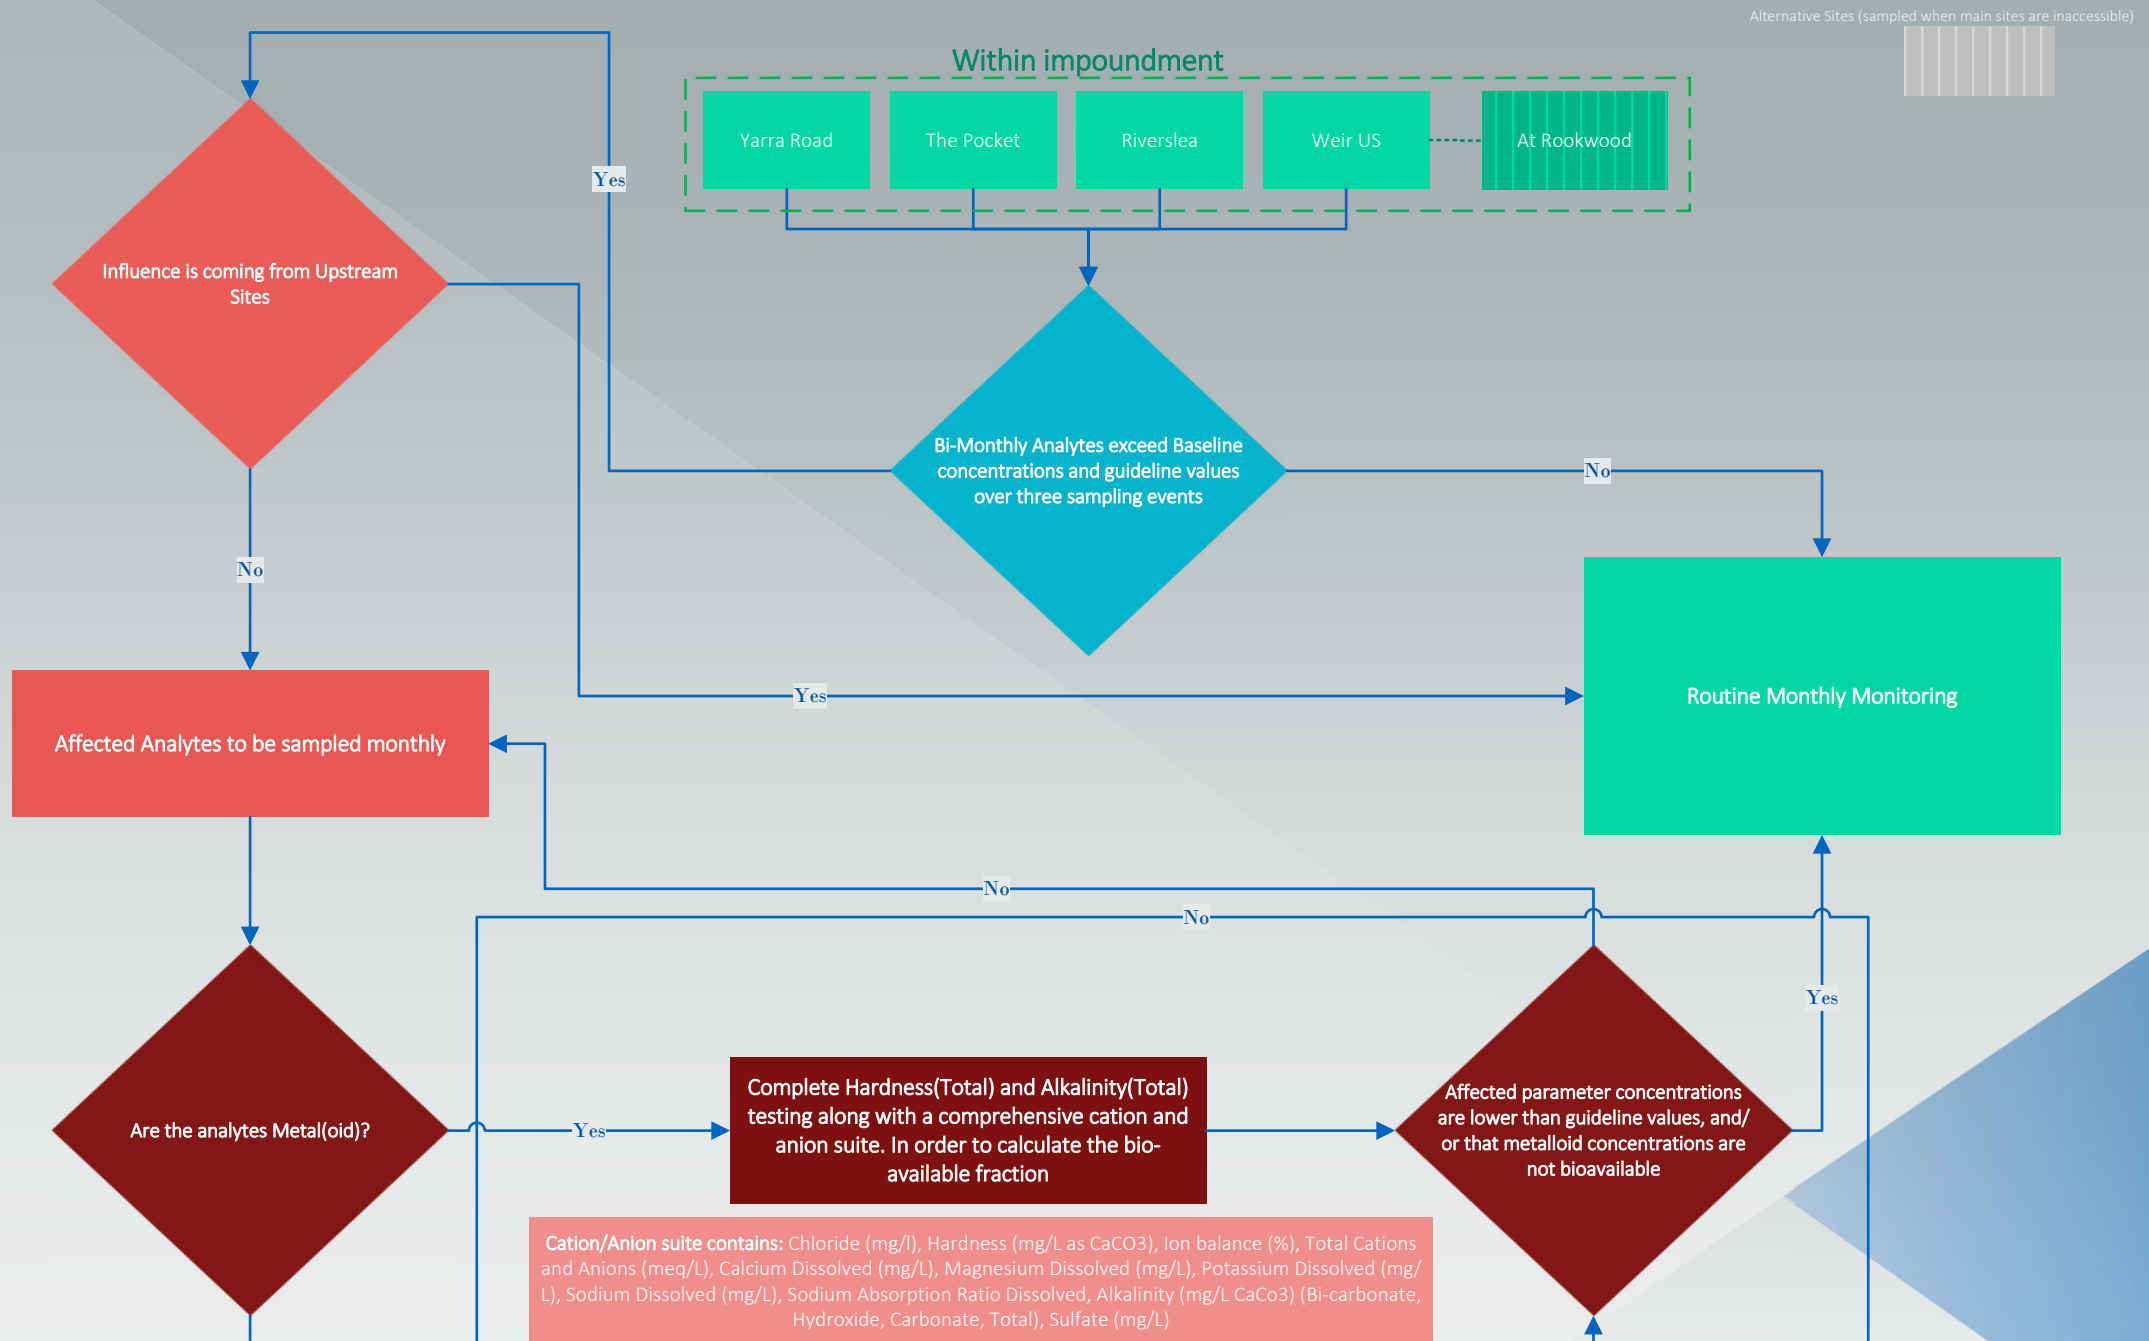 Alternative Sites (sampled when main sites are inaccessible)
Within impoundment
Yarra Road
The Pocket
Riverslea
Weir US
At Rookwood
Yes
Influence is coming from Upstream
Sites
Bi-Monthly Analytes exceed Baseline
concentrations and guideline values
over three sampling events
No
No
Yes
Routine Monthly Monitoring
Affected Analytes to be sampled monthly
No
No
Yes
Are the analytes Metal(oid)?
Yes
Complete Hardness(Total) and Alkalinity(Total)
testing along with a comprehensive cation and
anion suite. In order to calculate the bio-
available fraction
Affected parameter concentrations
are lower than guideline values, and/
or that metalloid concentrations are
not bioavailable
Cation/Anion suite contains: Chloride (mg/l), Hardness (mg/L as CaCO3), Ion balance (%), Total Cations
and Anions (meq/L), Calcium Dissolved (mg/L), Magnesium Dissolved (mg/L), Potassium Dissolved (mg/
L), Sodium Dissolved (mg/L), Sodium Absorption Ratio Dissolved, Alkalinity (mg/L CaCo3) (Bi-carbonate,
Hydroxide, Carbonate, Total), Sulfate (mg/L)